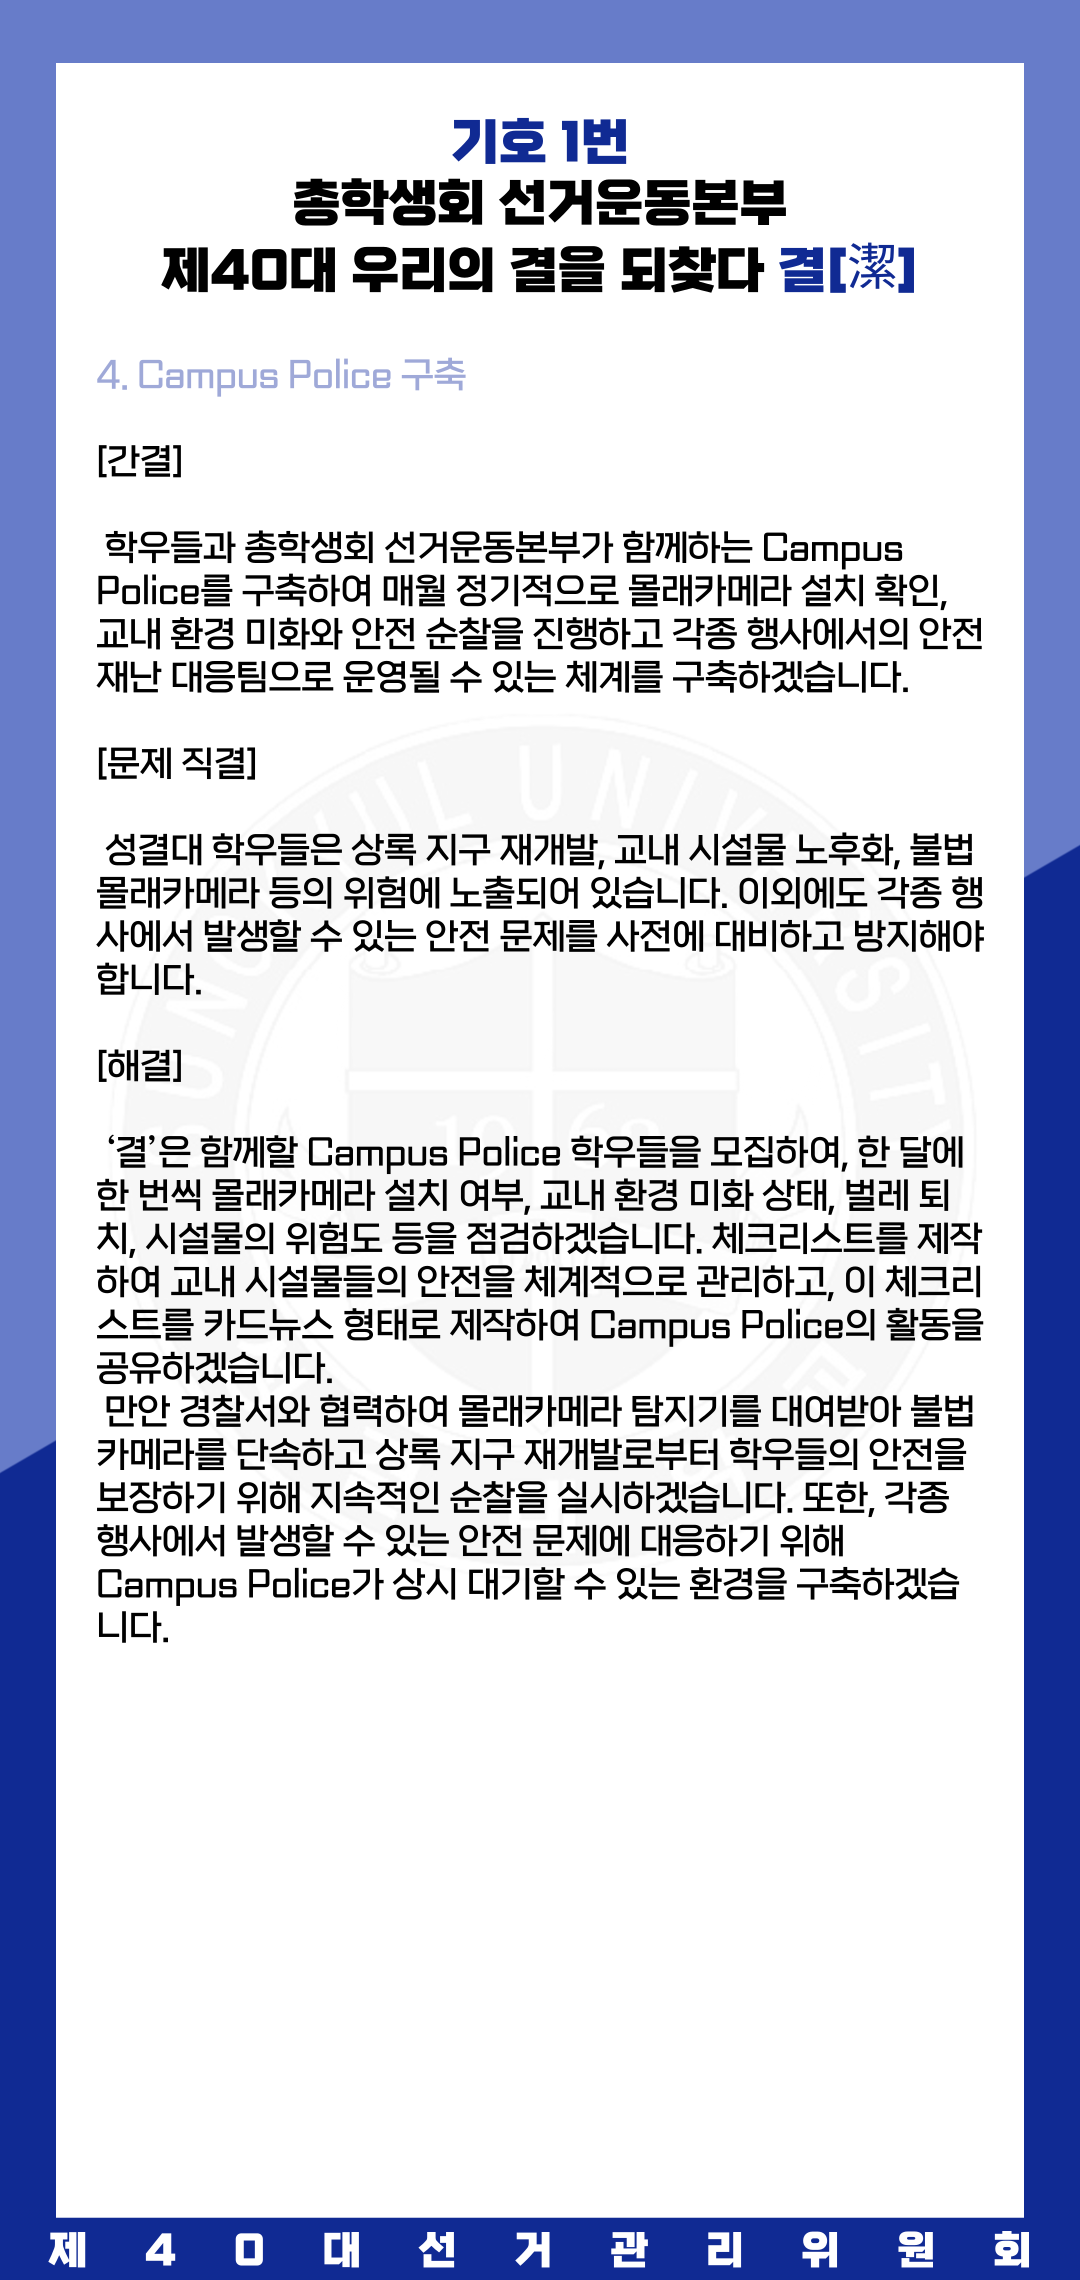 기호 1번
총학생회 선거운동본부
제40대 우리의 결을 되찾다 결[潔]
4. Campus Police 구축
[간결]
학우들과 총학생회 선거운동본부가 함께하는 Campus
Police를 구축하여 매월 정기적으로 몰래카메라 설치 확인,
교내 환경 미화와 안전 순찰을 진행하고 각종 행사에서의 안전
재난 대응팀으로 운영될 수 있는 체계를 구축하겠습니다.
[문제 직결]
성결대 학우들은 상록 지구 재개발, 교내 시설물 노후화, 불법
몰래카메라 등의 위험에 노출되어 있습니다. 이외에도 각종 행
사에서 발생할 수 있는 안전 문제를 사전에 대비하고 방지해야
합니다.
[해결]
‘결’은 함께할 Campus Police 학우들을 모집하여, 한 달에
한 번씩 몰래카메라 설치 여부, 교내 환경 미화 상태, 벌레 퇴
치, 시설물의 위험도 등을 점검하겠습니다. 체크리스트를 제작
하여 교내 시설물들의 안전을 체계적으로 관리하고, 이 체크리
스트를 카드뉴스 형태로 제작하여 Campus Police의 활동을
공유하겠습니다.
만안 경찰서와 협력하여 몰래카메라 탐지기를 대여받아 불법
카메라를 단속하고 상록 지구 재개발로부터 학우들의 안전을
보장하기 위해 지속적인 순찰을 실시하겠습니다. 또한, 각종
행사에서 발생할 수 있는 안전 문제에 대응하기 위해
Campus Police가 상시 대기할 수 있는 환경을 구축하겠습
니다.
SUNGKYUL UNIVERSITY
1962
제40대선거관리위원회